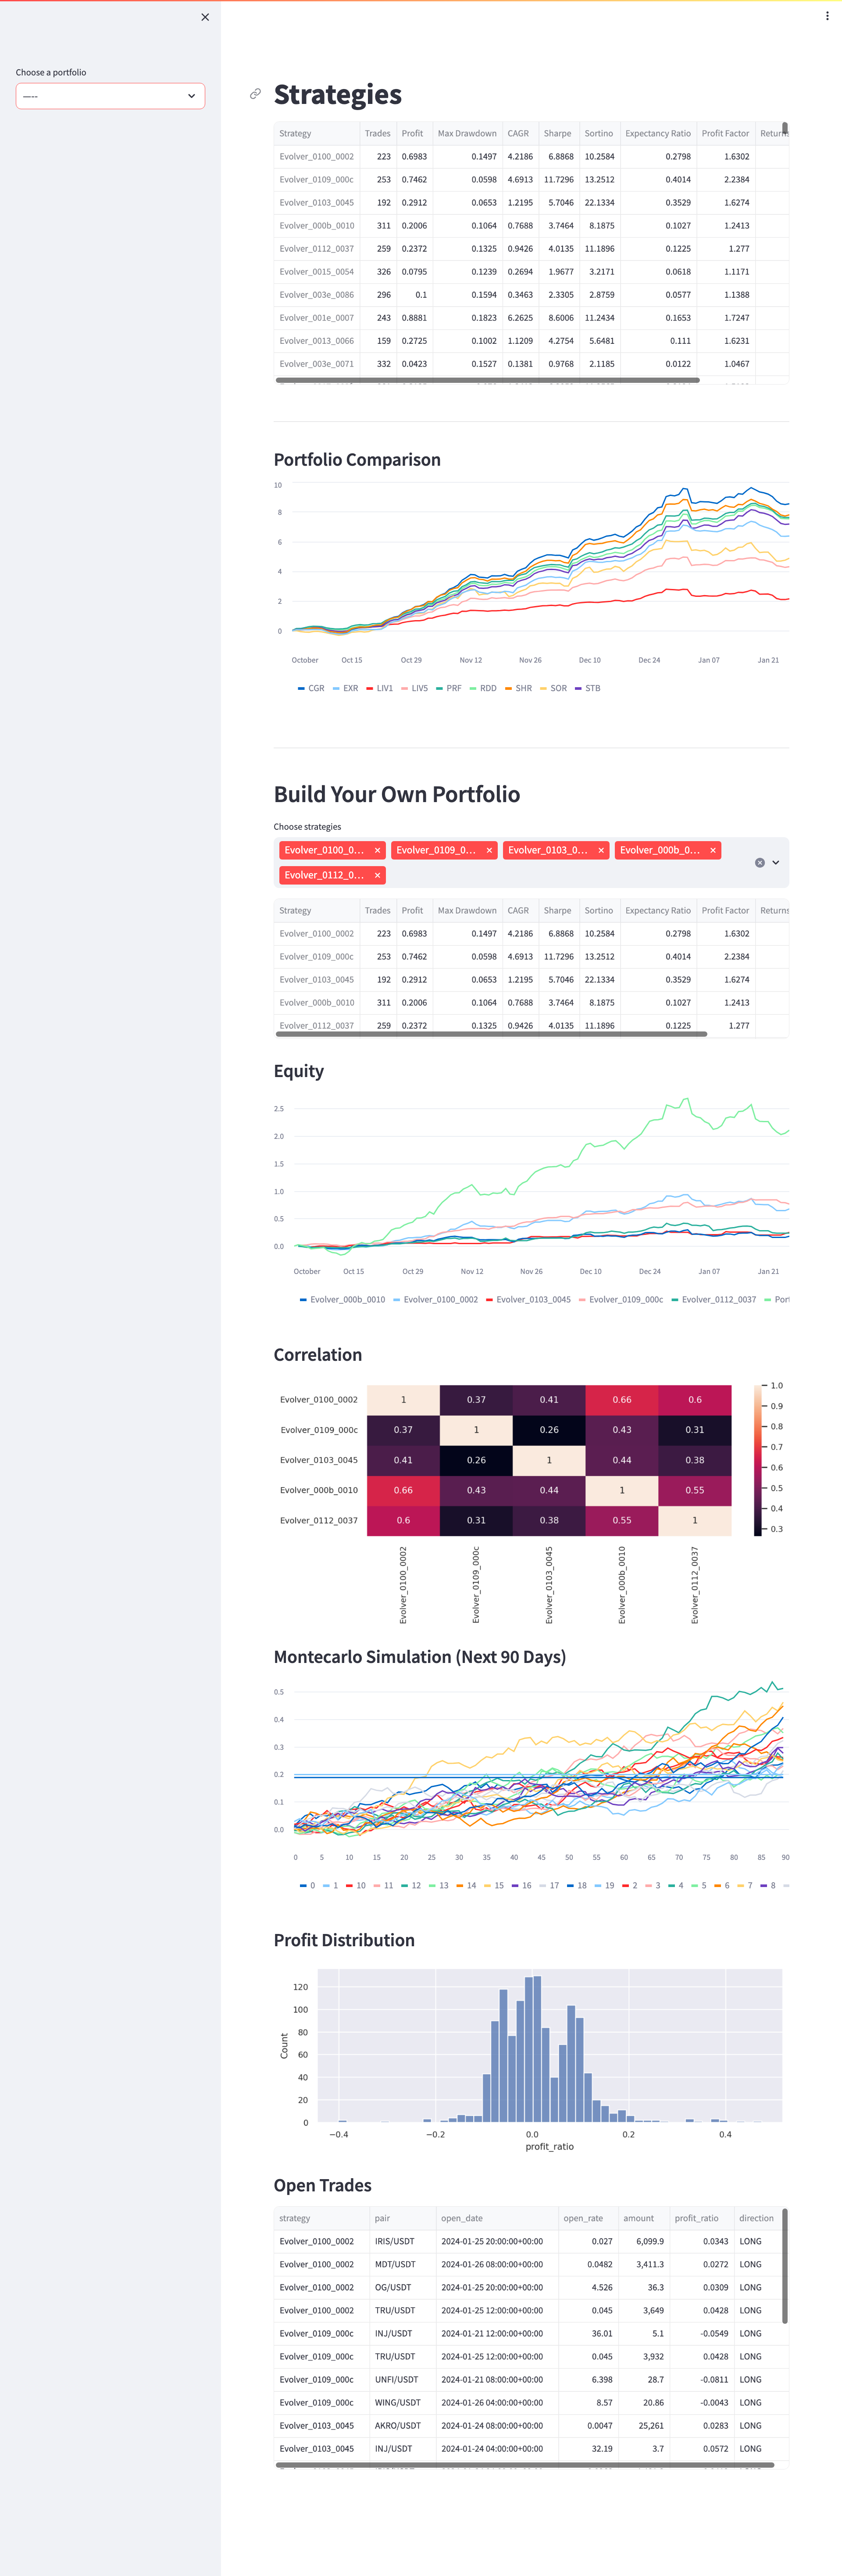 Choose a portfolio
----
Strategies
Strategy Trades Profit Max Drawdown CAGR Sharpe Sortino Expectancy Ratio Profit Factor
Evolver_0100_0002 223 0.6983 0.1497 4.2186 6.8868 10.2584 0.2798 1.6302
Evolver_0109_000c 253 0.7462 0.0598 4.6913 11.7296 13.2512 0.4014 2.2384
Evolver_0103_0045 192 0.2912 0.0653 1.2195 5.7046 22.1334 0.3529 1.6274
Evolver_000b_0010 311 0.2006 0.1064 0.7688 3.7464 8.1875 0.1027 1.2413
Evolver_0112_0037 259 0.2372 0.1325 0.9426 4.0135 11.1896 0.1225 1.277
Evolver_0015_0054 326 0.0795 0.1239 0.2694 1.9677 3.2171 0.0618 1.1171
Evolver_003e_0086 296 0.1 0.1594 0.3463 2.3305 2.8759 0.0577 1.1388
Evolver_001e_0007 243 0.8881 0.1823 6.2625 8.6006 11.2434 0.1653 1.7247
Evolver_0013_0066 159 0.2725 0.1002 1.1209 4.2754 5.6481 0.111 1.6231
Evolver_003e_0071 332 0.0423 0.1527 0.1381 0.9768 2.1185 0.0122 1.0467
Portfolio Comparison
10
8
6
4
2
0
October Oct 15 Oct 29 Nov 12 Nov 26 Dec 10 Dec 24 Jan 07 Jan 21
CGR EXR LIV1 LIV5 PRF RDD SHR SOR STB
Build Your Own Portfolio
Choose strategies
Evolver_0100_0... Evolver_0109_0... Evolver_0103_0... Evolver_000b_0...
Evolver_0112_0...
Strategy Trades Profit Max Drawdown CAGR Sharpe Sortino Expectancy Ratio Profit Factor Returns
Evolver_0100_0002 223 0.6983 0.1497 4.2186 6.8868 10.2584 0.2798 1.6302
Evolver_0109_000c 253 0.7462 0.0598 4.6913 11.7296 13.2512 0.4014 2.2384
Evolver_0103_0045 192 0.2912 0.0653 1.2195 5.7046 22.1334 0.3529 1.6274
Evolver_000b_0010 311 0.2006 0.1064 0.7688 3.7464 8.1875 0.1027 1.2413
Evolver_0112_0037 259 0.2372 0.1325 0.9426 4.0135 11.1896 0.1225 1.277
Equity
2.5
2.0
1.5
1.0
0.5
0.0
October Oct 15 Oct 29 Nov 12 Nov 26 Dec 10 Dec 24 Jan 07 Jan 21
Evolver_000b_0010 Evolver_0100_0002 Evolver_0103_0045 Evolver_0109_000c Evolver_0112_0037
Correlation
Evolver_0100_0002 1 0.37 0.41 0.66 0.6
Evolver_0109_000c 0.37 1 0.26 0.43 0.31
Evolver_0103_0045 0.41 0.26 1 0.44 0.38
Evolver_000b_0010 0.66 0.43 0.44 1 0.55
Evolver_0112_0037 0.6 0.31 0.38 0.55 1
1.0
0.9
0.8
0.7
0.6
0.5
0.4
0.3
Evolver_0100_0002 Evolver_0109_000c Evolver_0103_0045 Evolver_000b_0010 Evolver_0112_0037
Montecarlo Simulation (Next 90 Days)
0.5
0.4
0.3
0.2
0.1
0.0
0 5 10 15 20 25 30 35 40 45 50 55 60 65 70 75 80 85 90
0 1 10 11 12 13 14 15 16 17 18 19 2 3 4 5 6 7 8
Profit Distribution
120
100
80
60
40
20
0
Count
−0.4 −0.2 0.0 0.2 0.4
profit_ratio
Open Trades
strategy pair open_date open_rate amount profit_ratio direction
Evolver_0100_0002 IRIS/USDT 2024-01-25 20:00:00+00:00 0.027 6,099.9 0.0343 LONG
Evolver_0100_0002 MDT/USDT 2024-01-26 08:00:00+00:00 0.0482 3,411.3 0.0272 LONG
Evolver_0100_0002 OG/USDT 2024-01-25 20:00:00+00:00 4.526 36.3 0.0309 LONG
Evolver_0100_0002 TRU/USDT 2024-01-25 12:00:00+00:00 0.045 3,649 0.0428 LONG
Evolver_0109_000c INJ/USDT 2024-01-21 12:00:00+00:00 36.01 5.1 -0.0549 LONG
Evolver_0109_000c TRU/USDT 2024-01-25 12:00:00+00:00 0.045 3,932 0.0428 LONG
Evolver_0109_000c UNFI/USDT 2024-01-21 08:00:00+00:00 6.398 28.7 -0.0811 LONG
Evolver_0109_000c WING/USDT 2024-01-26 04:00:00+00:00 8.57 20.86 -0.0043 LONG
Evolver_0103_0045 AKRO/USDT 2024-01-24 08:00:00+00:00 0.0047 25,261 0.0283 LONG
Evolver_0103_0045 INJ/USDT 2024-01-24 04:00:00+00:00 32.19 3.7 0.0572 LONG